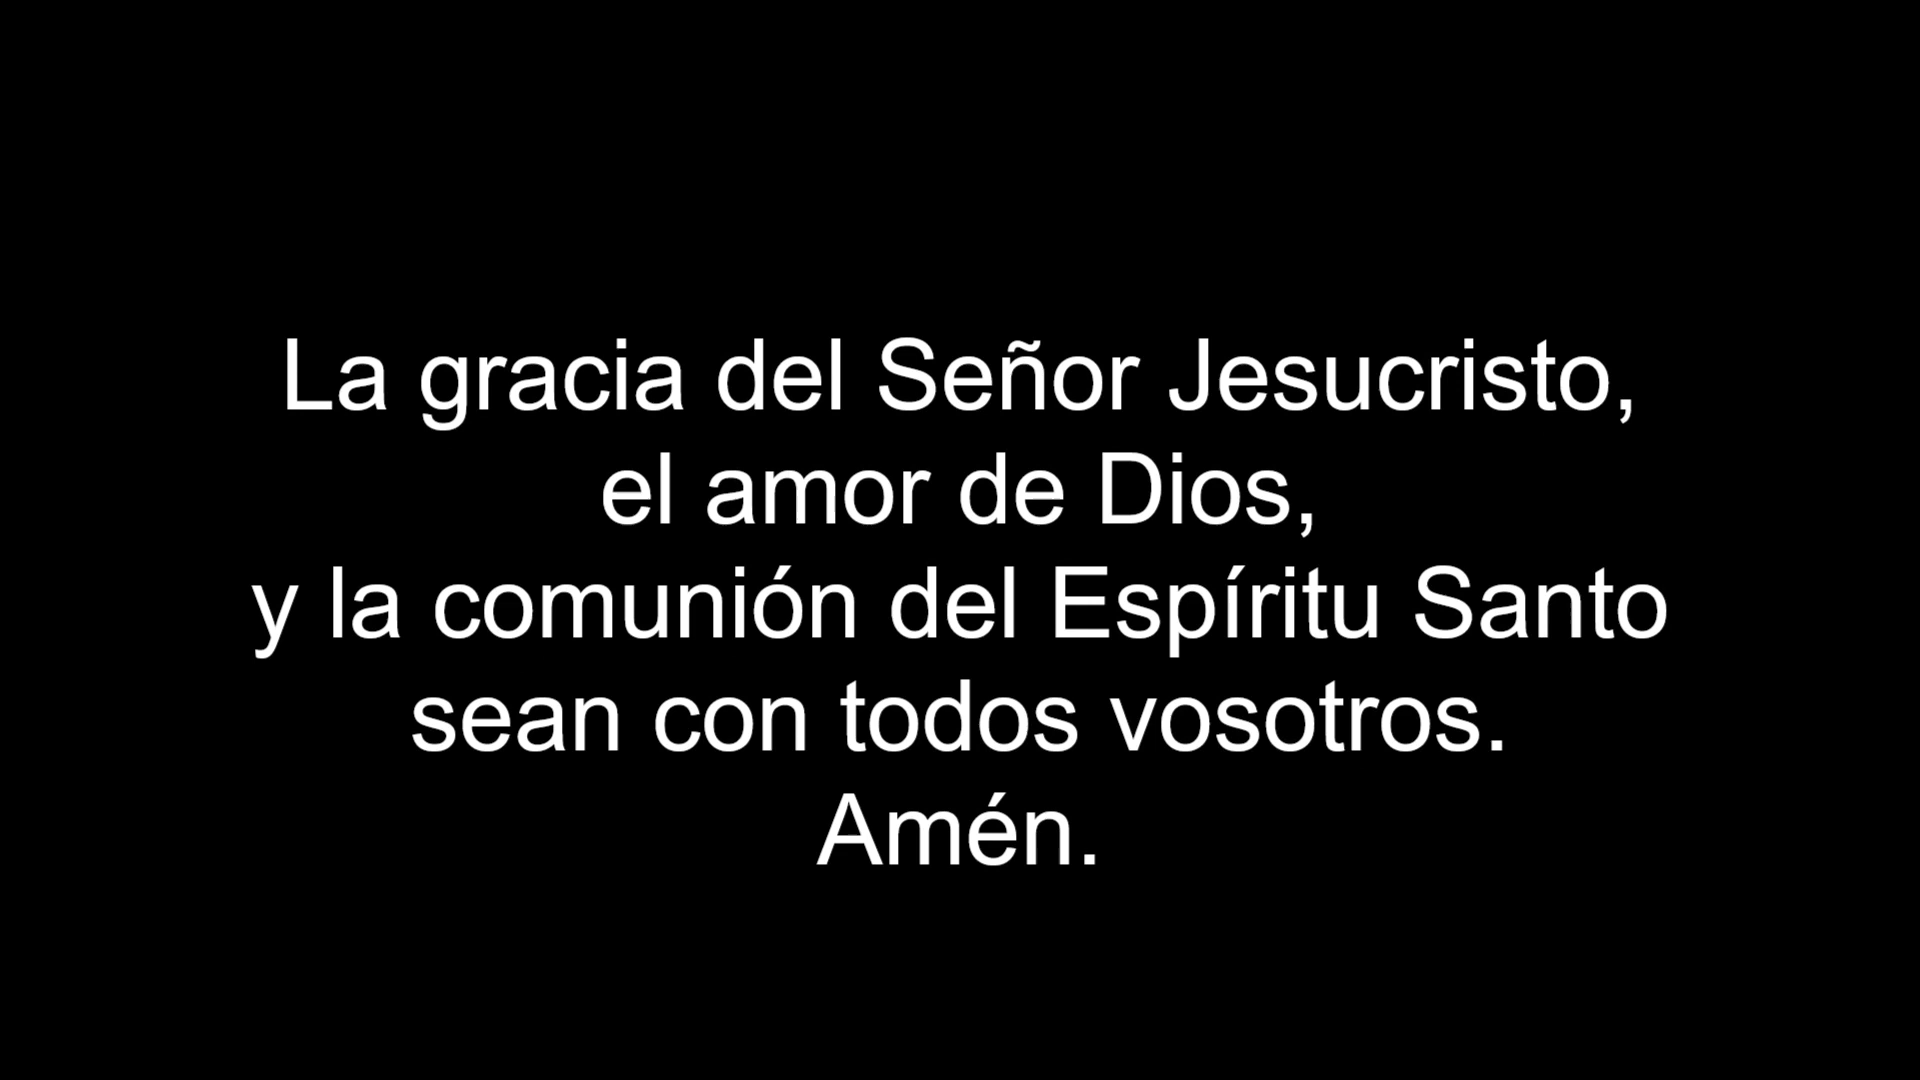 La gracia del Señor Jesucristo,
el amor de Dios,
y la comunión del Espíritu Santo
sean con todos vosotros.
Amén.